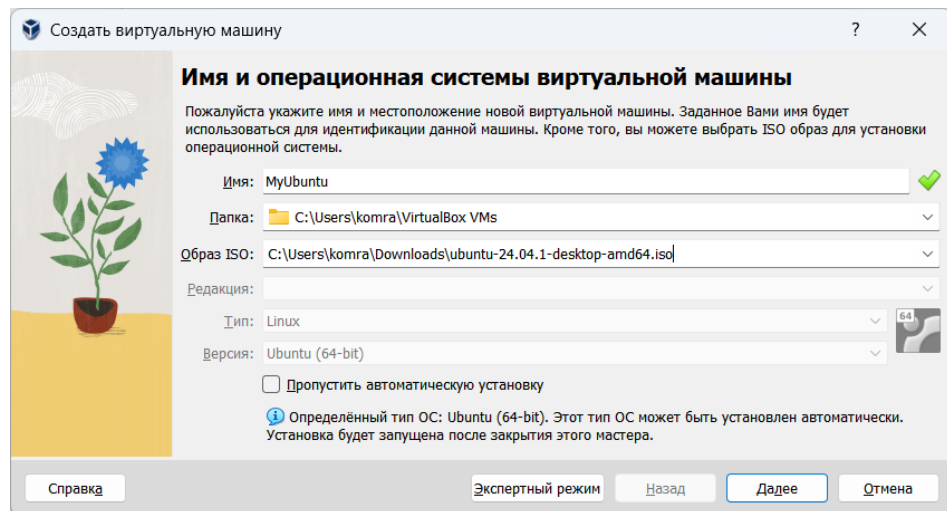 Создать виртуальную машину
?
Имя и операционная системы виртуальной машины
Пожалуйста укажите имя и местоположение новой виртуальной машины. Заданное Вами имя будет
использоваться для идентификации данной машины. Кроме того, вы можете выбрать ISO образ для установки
операционной системы.
Имя: MyUbuntu
Папка: C:\Users\komra\VirtualBox VMs
Образ ISO: C:\Users\komra\Downloads\ubuntu-24.04.1-desktop-amd64.iso
Редакция:
Тип: Linux
64
Версия: Ubuntu (64-bit)
Пропустить автоматическую установку
Определённый тип ОС: Ubuntu (64-bit). Этот тип ОС может быть установлен автоматически.
Установка будет запущена после закрытия этого мастера.
Справка Экспертный режим Назад Далее Отмена